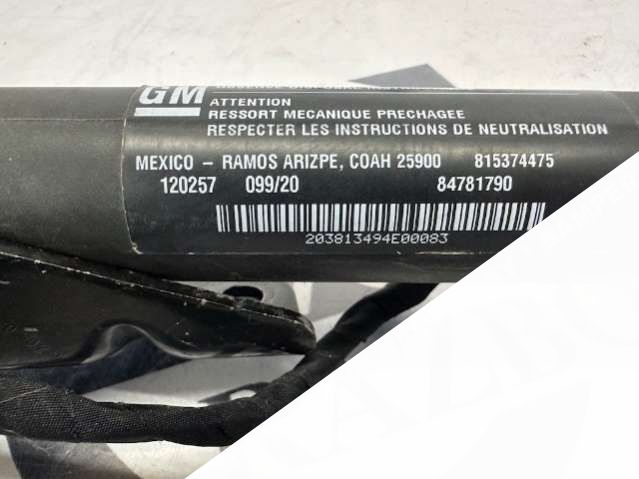 GM
ATTENTION
RESSORT MECANIQUE PRECHAGEE
RESPECTER LES INSTRUCTIONS DE NEUTRALISATION
MEXICO – RAMOS ARIZPE, COAH 25900 815374475
120257 099/20 84781790
203813494E00083